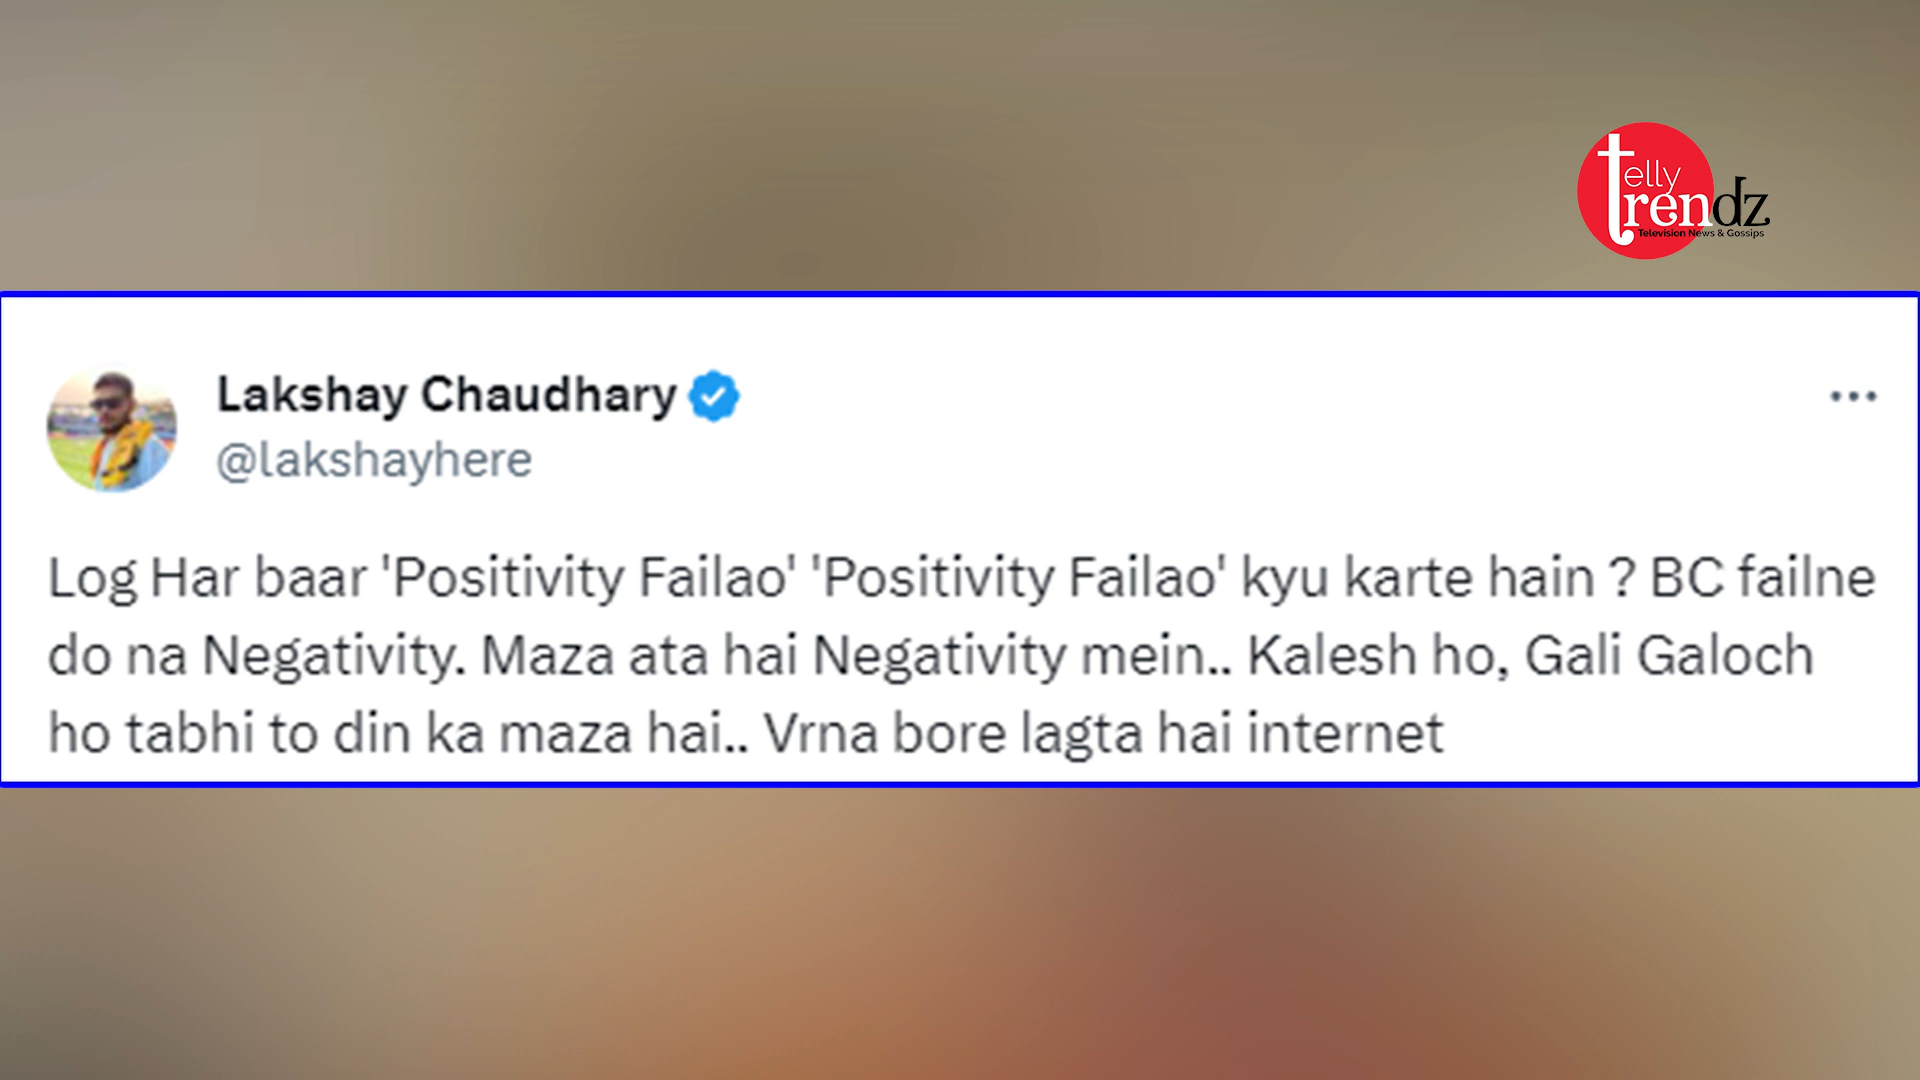 telly
trendz
Television News & Gossips
Lakshay Chaudhary
@lakshayhere
Log Har baar 'Positivity Failao' 'Positivity Failao' kyu karte hain ? BC failne
do na Negativity. Maza ata hai Negativity mein.. Kalesh ho, Gali Galoch
ho tabhi to din ka maza hai.. Vrna bore lagta hai internet